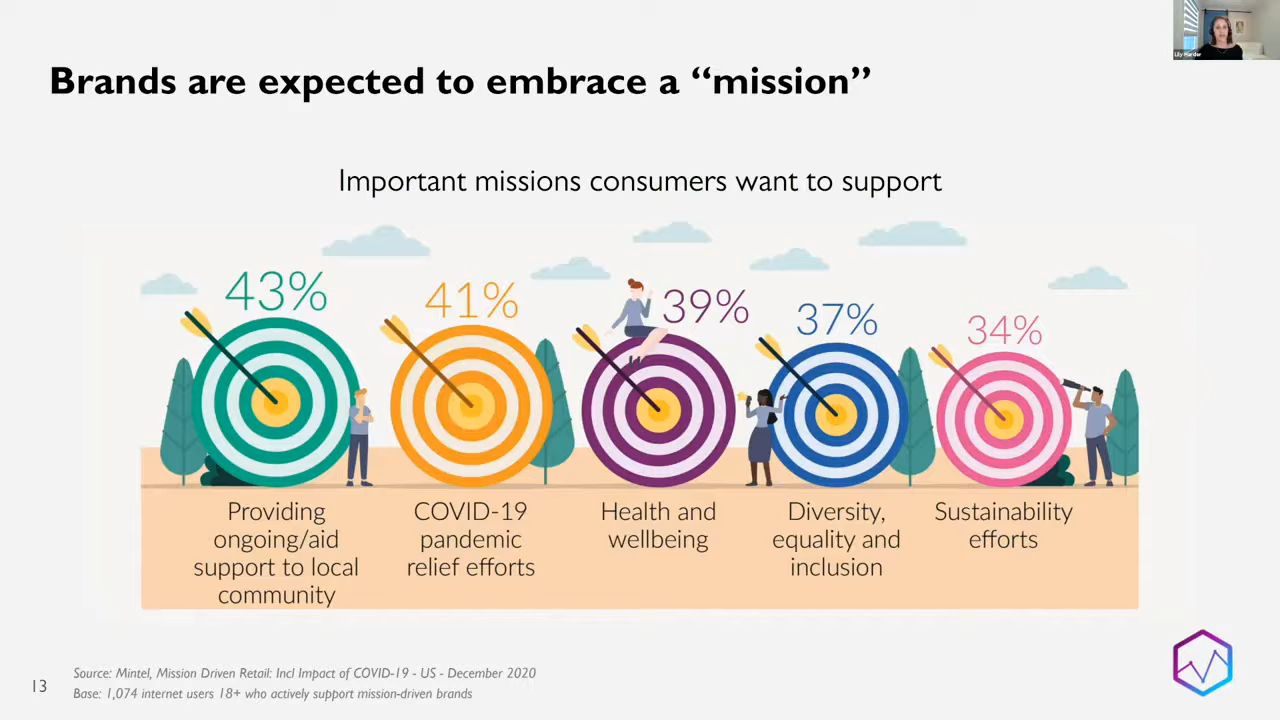 Lily Harder
Brands are expected to embrace a “mission”
Important missions consumers want to support
43%
41%
39%
37%
34%
Providing
ongoing/aid
support to local
community
COVID-19
pandemic
relief efforts
Health and
wellbeing
Diversity,
equality and
inclusion
Sustainability
efforts
Source: Mintel, Mission Driven Retail: Incl Impact of COVID-19 - US - December 2020
Base: 1,074 internet users 18+ who actively support mission-driven brands
13